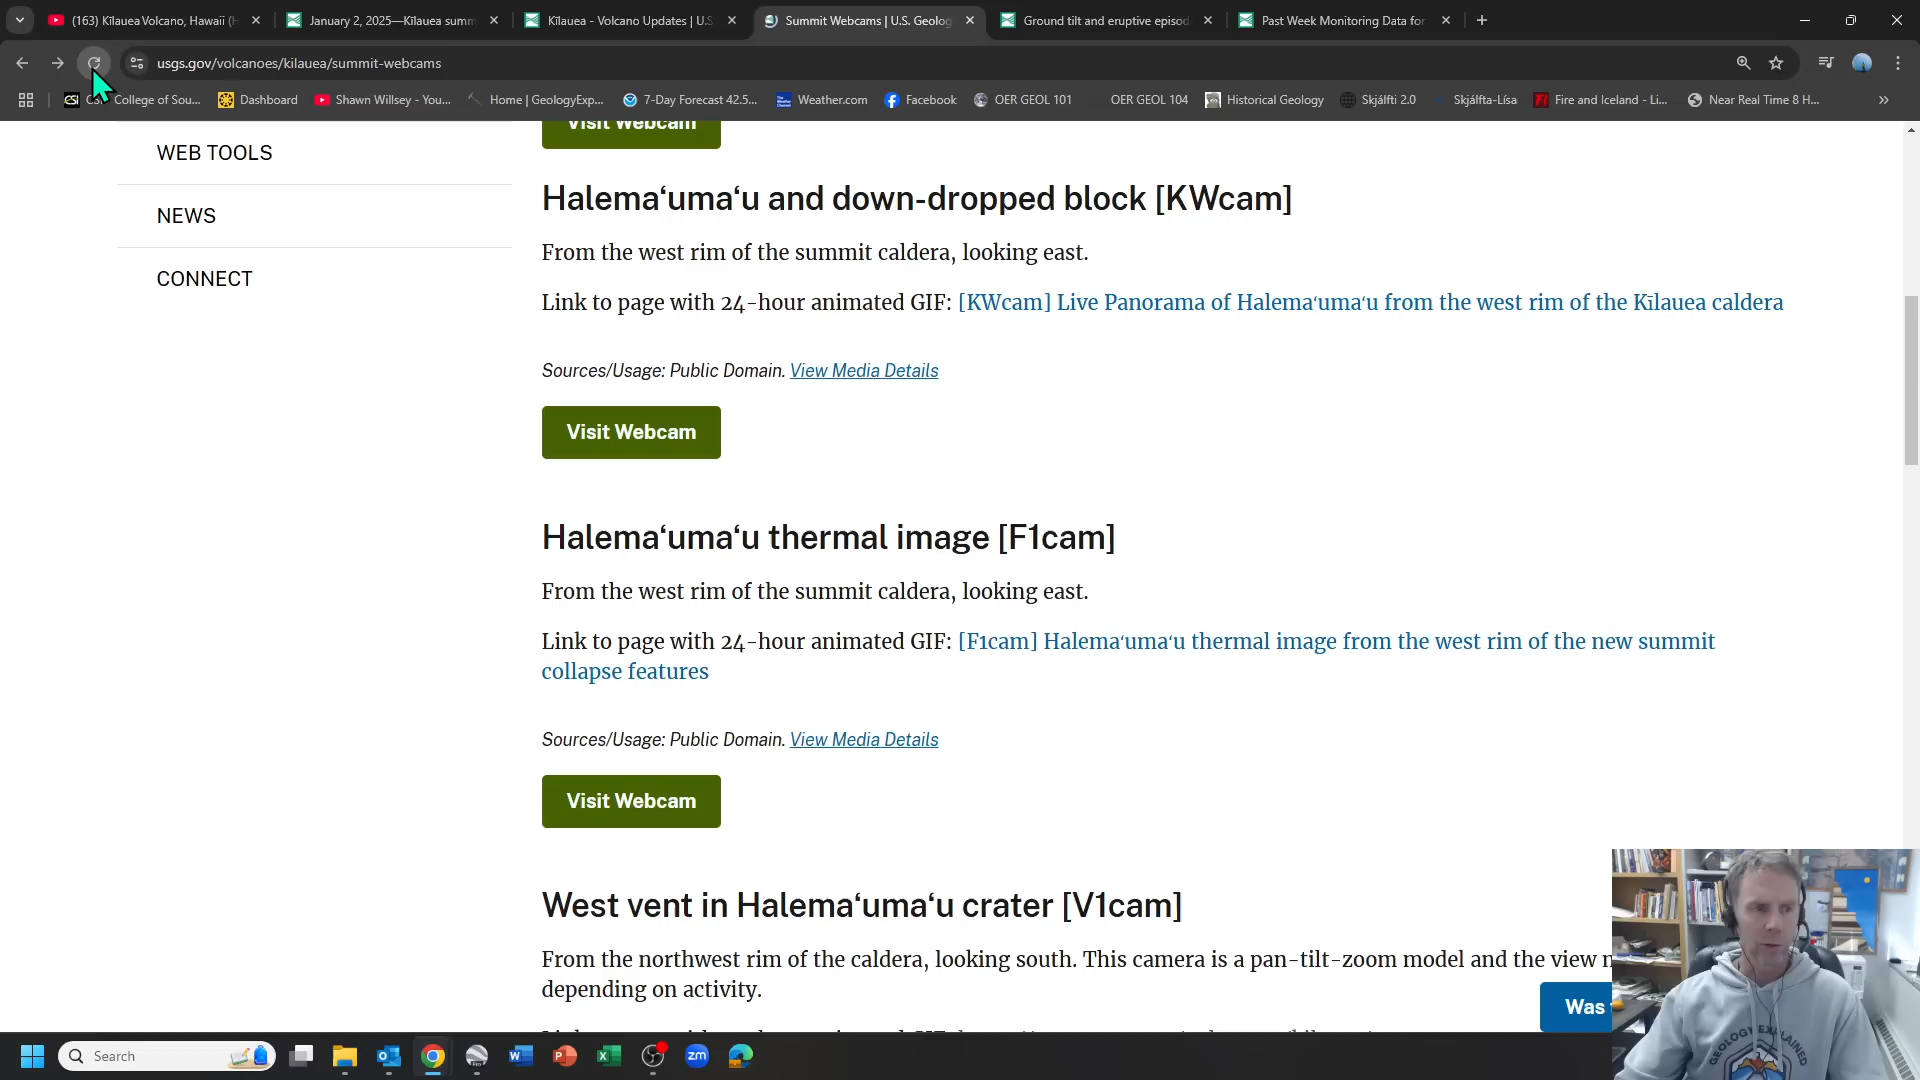 (163) Kīlauea Volcano, Hawaii (H
January 2, 2025—Kīlauea summ
Kīlauea - Volcano Updates | U.S
Summit Webcams | U.S. Geolog
Ground tilt and eruptive episod
Past Week Monitoring Data for
usgs.gov/volcanoes/kilauea/summit-webcams
CSI College of Sou...
Dashboard
Shawn Willsey - You...
Home | GeologyExp...
7-Day Forecast 42.5...
Weather.com
Facebook
OER GEOL 101
OER GEOL 104
Historical Geology
Skjálfti 2.0
Skjálfta-Lísa
Fire and Iceland - Li...
Near Real Time 8 H...
WEB TOOLS
NEWS
CONNECT
Visit Webcam
Halemaʻumaʻu and down-dropped block [KWcam]
From the west rim of the summit caldera, looking east.
Link to page with 24-hour animated GIF: [KWcam] Live Panorama of Halemaʻumaʻu from the west rim of the Kīlauea caldera
Sources/Usage: Public Domain. View Media Details
Visit Webcam
Halemaʻumaʻu thermal image [F1cam]
From the west rim of the summit caldera, looking east.
Link to page with 24-hour animated GIF: [F1cam] Halemaʻumaʻu thermal image from the west rim of the new summit
collapse features
Sources/Usage: Public Domain. View Media Details
Visit Webcam
West vent in Halemaʻumaʻu crater [V1cam]
From the northwest rim of the caldera, looking south. This camera is a pan-tilt-zoom model and the view
depending on activity.
Was
GEOLOGY EXPLAINED
Search